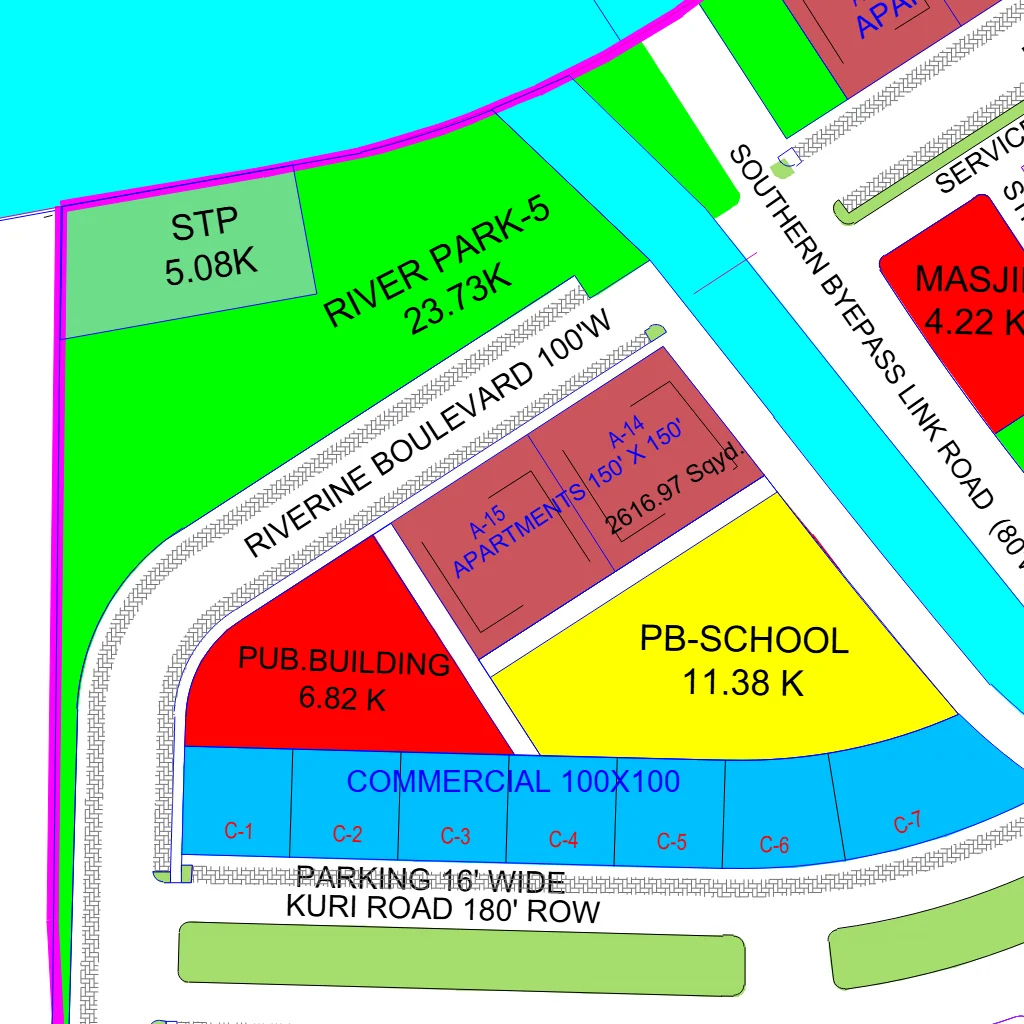 APAR
STP
5.08K
RIVER PARK-5
23.73K
SOUTHERN BYEPASS LINK ROAD (80'
SERVIC
ST
MASJI
4.22 K
RIVERINE BOULEVARD 100'W
A-14
A-15
APARTMENTS 150' X 150'
2616.97 Sqyd.
PUB.BUILDING
6.82 K
PB-SCHOOL
11.38 K
COMMERCIAL 100X100
C-1
C-2
C-3
C-4
C-5
C-6
C-7
PARKING 16' WIDE
KURI ROAD 180' ROW